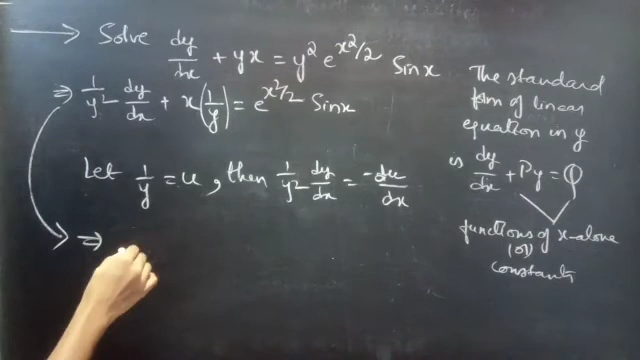 → Solve dy/dx + yx = y² e^(x²/2) Sinx
⇒ 1/y² dy/dx + x(1/y) = e^(x²/2) Sinx
Let 1/y = u, then 1/y² dy/dx = -du/dx
⇒
The standard
form of linear
equation in y
is dy/dx + Py = Q
functions of x-alone
(or)
constants